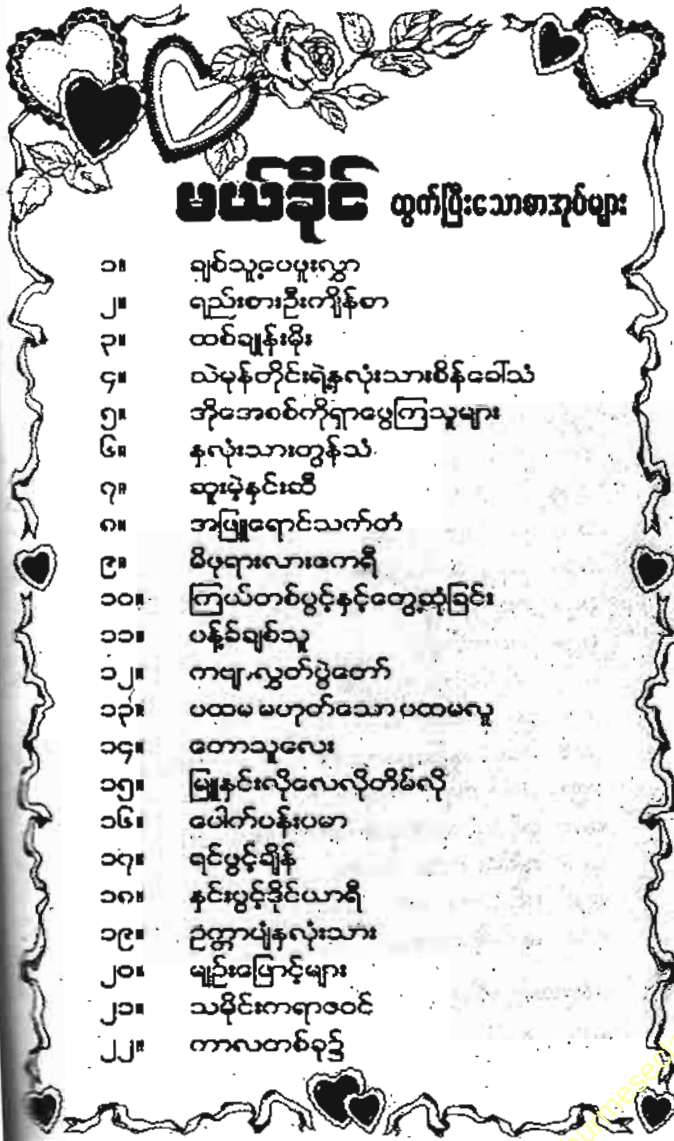 မယ်ခိုင် ထွက်ပြီးသောစာအုပ်များ
၁။ ချစ်သူ့ပေဖူးလွှာ
၂။ ရည်းစားဦးကျိန်စာ
၃။ ထစ်ချုန်းမိုး
၄။ သဲမုန်တိုင်းရဲ့နှလုံးသားစိန်ခေါ်သံ
၅။ အိုအေစစ်ကိုရှာဖွေကြသူများ
၆။ နှလုံးသားတွန်သံ
၇။ ဆူးမဲ့နှင်းဆီ
၈။ အဖြူရောင်သက်တံ
၉။ မိပုရားလားဧကရီ
၁၀။ ကြယ်တစ်ပွင့်နှင့်တွေ့ဆုံခြင်း
၁၁။ ပန့်ခ်ချစ်သူ
၁၂။ ကဗျာ့လွှတ်ပွဲတော်
၁၃။ ပထမ မဟုတ်သော ပထမလူ
၁၄။ တောသူလေး
၁၅။ မြူနှင်းလိုလေလိုတိမ်လို
၁၆။ ပေါက်ပန်းပမာ
၁၇။ ရင်ပွင့်ချိန်
၁၈။ နှင်းပွင့်ဒိုင်ယာရီ
၁၉။ ဥက္ကာပျံနှလုံးသား
၂၀။ မျဉ်းပြောင့်များ
၂၁။ သမိုင်းကရာဇဝင်
၂၂။ ကာလတစ်ခု၌